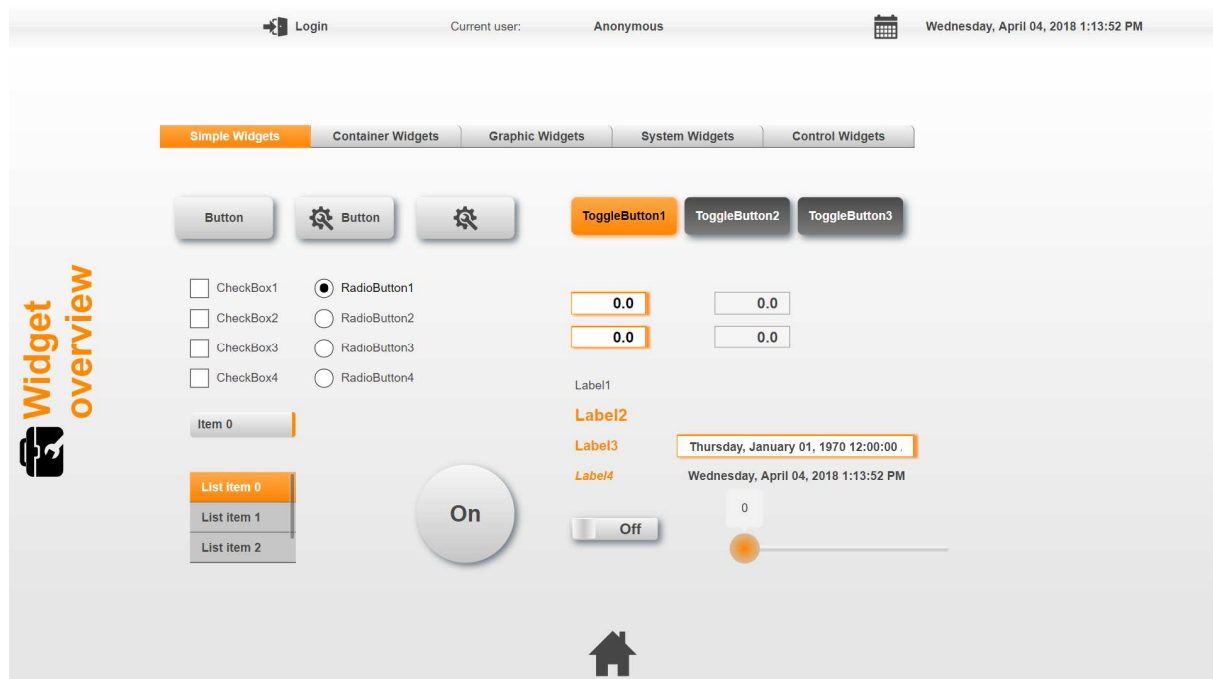 Login
Current user:
Anonymous
Wednesday, April 04, 2018 1:13:52 PM
Simple Widgets
Container Widgets
Graphic Widgets
System Widgets
Control Widgets
Button
Button
ToggleButton1
ToggleButton2
ToggleButton3
Widget
overview
CheckBox1
RadioButton1
CheckBox2
RadioButton2
CheckBox3
RadioButton3
CheckBox4
RadioButton4
0.0
0.0
0.0
0.0
Item 0
List item 0
List item 1
List item 2
On
Label1
Label2
Label3
Thursday, January 01, 1970 12:00:00
Label4
Wednesday, April 04, 2018 1:13:52 PM
Off
0